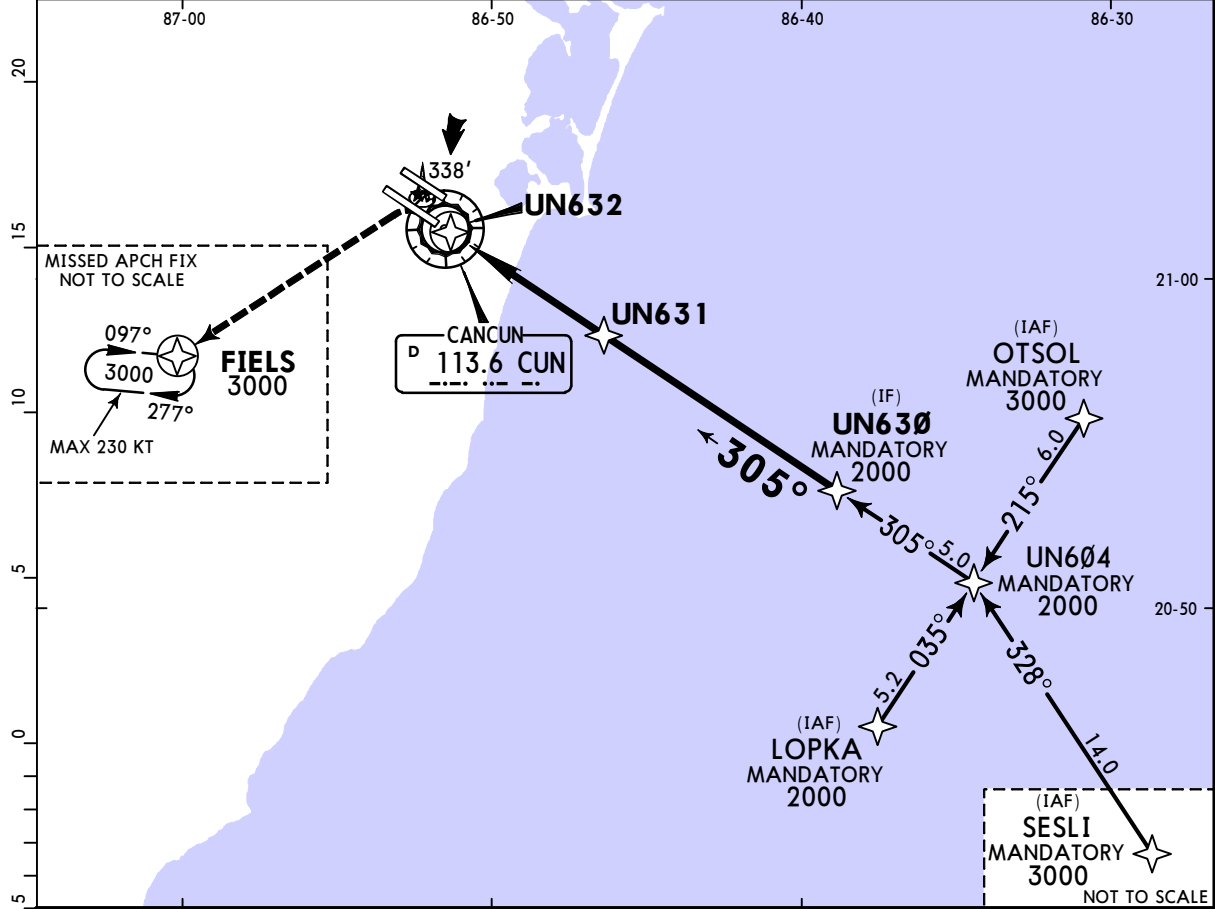 87-00
86-50
86-40
86-30
20
15
10
5
0
5
21-00
20-50
338'
UN632
MISSED APCH FIX
NOT TO SCALE
097°
3000
277°
FIELS
3000
MAX 230 KT
CANCUN
D 113.6 CUN
UN631
(IF)
UN63Ø
MANDATORY
2000
305°
305°
5.0
(IAF)
OTSOL
MANDATORY
3000
6.0
215°
UN6Ø4
MANDATORY
2000
035°
5.2
(IAF)
LOPKA
MANDATORY
2000
328°
14.0
(IAF)
SESLI
MANDATORY
3000
NOT TO SCALE